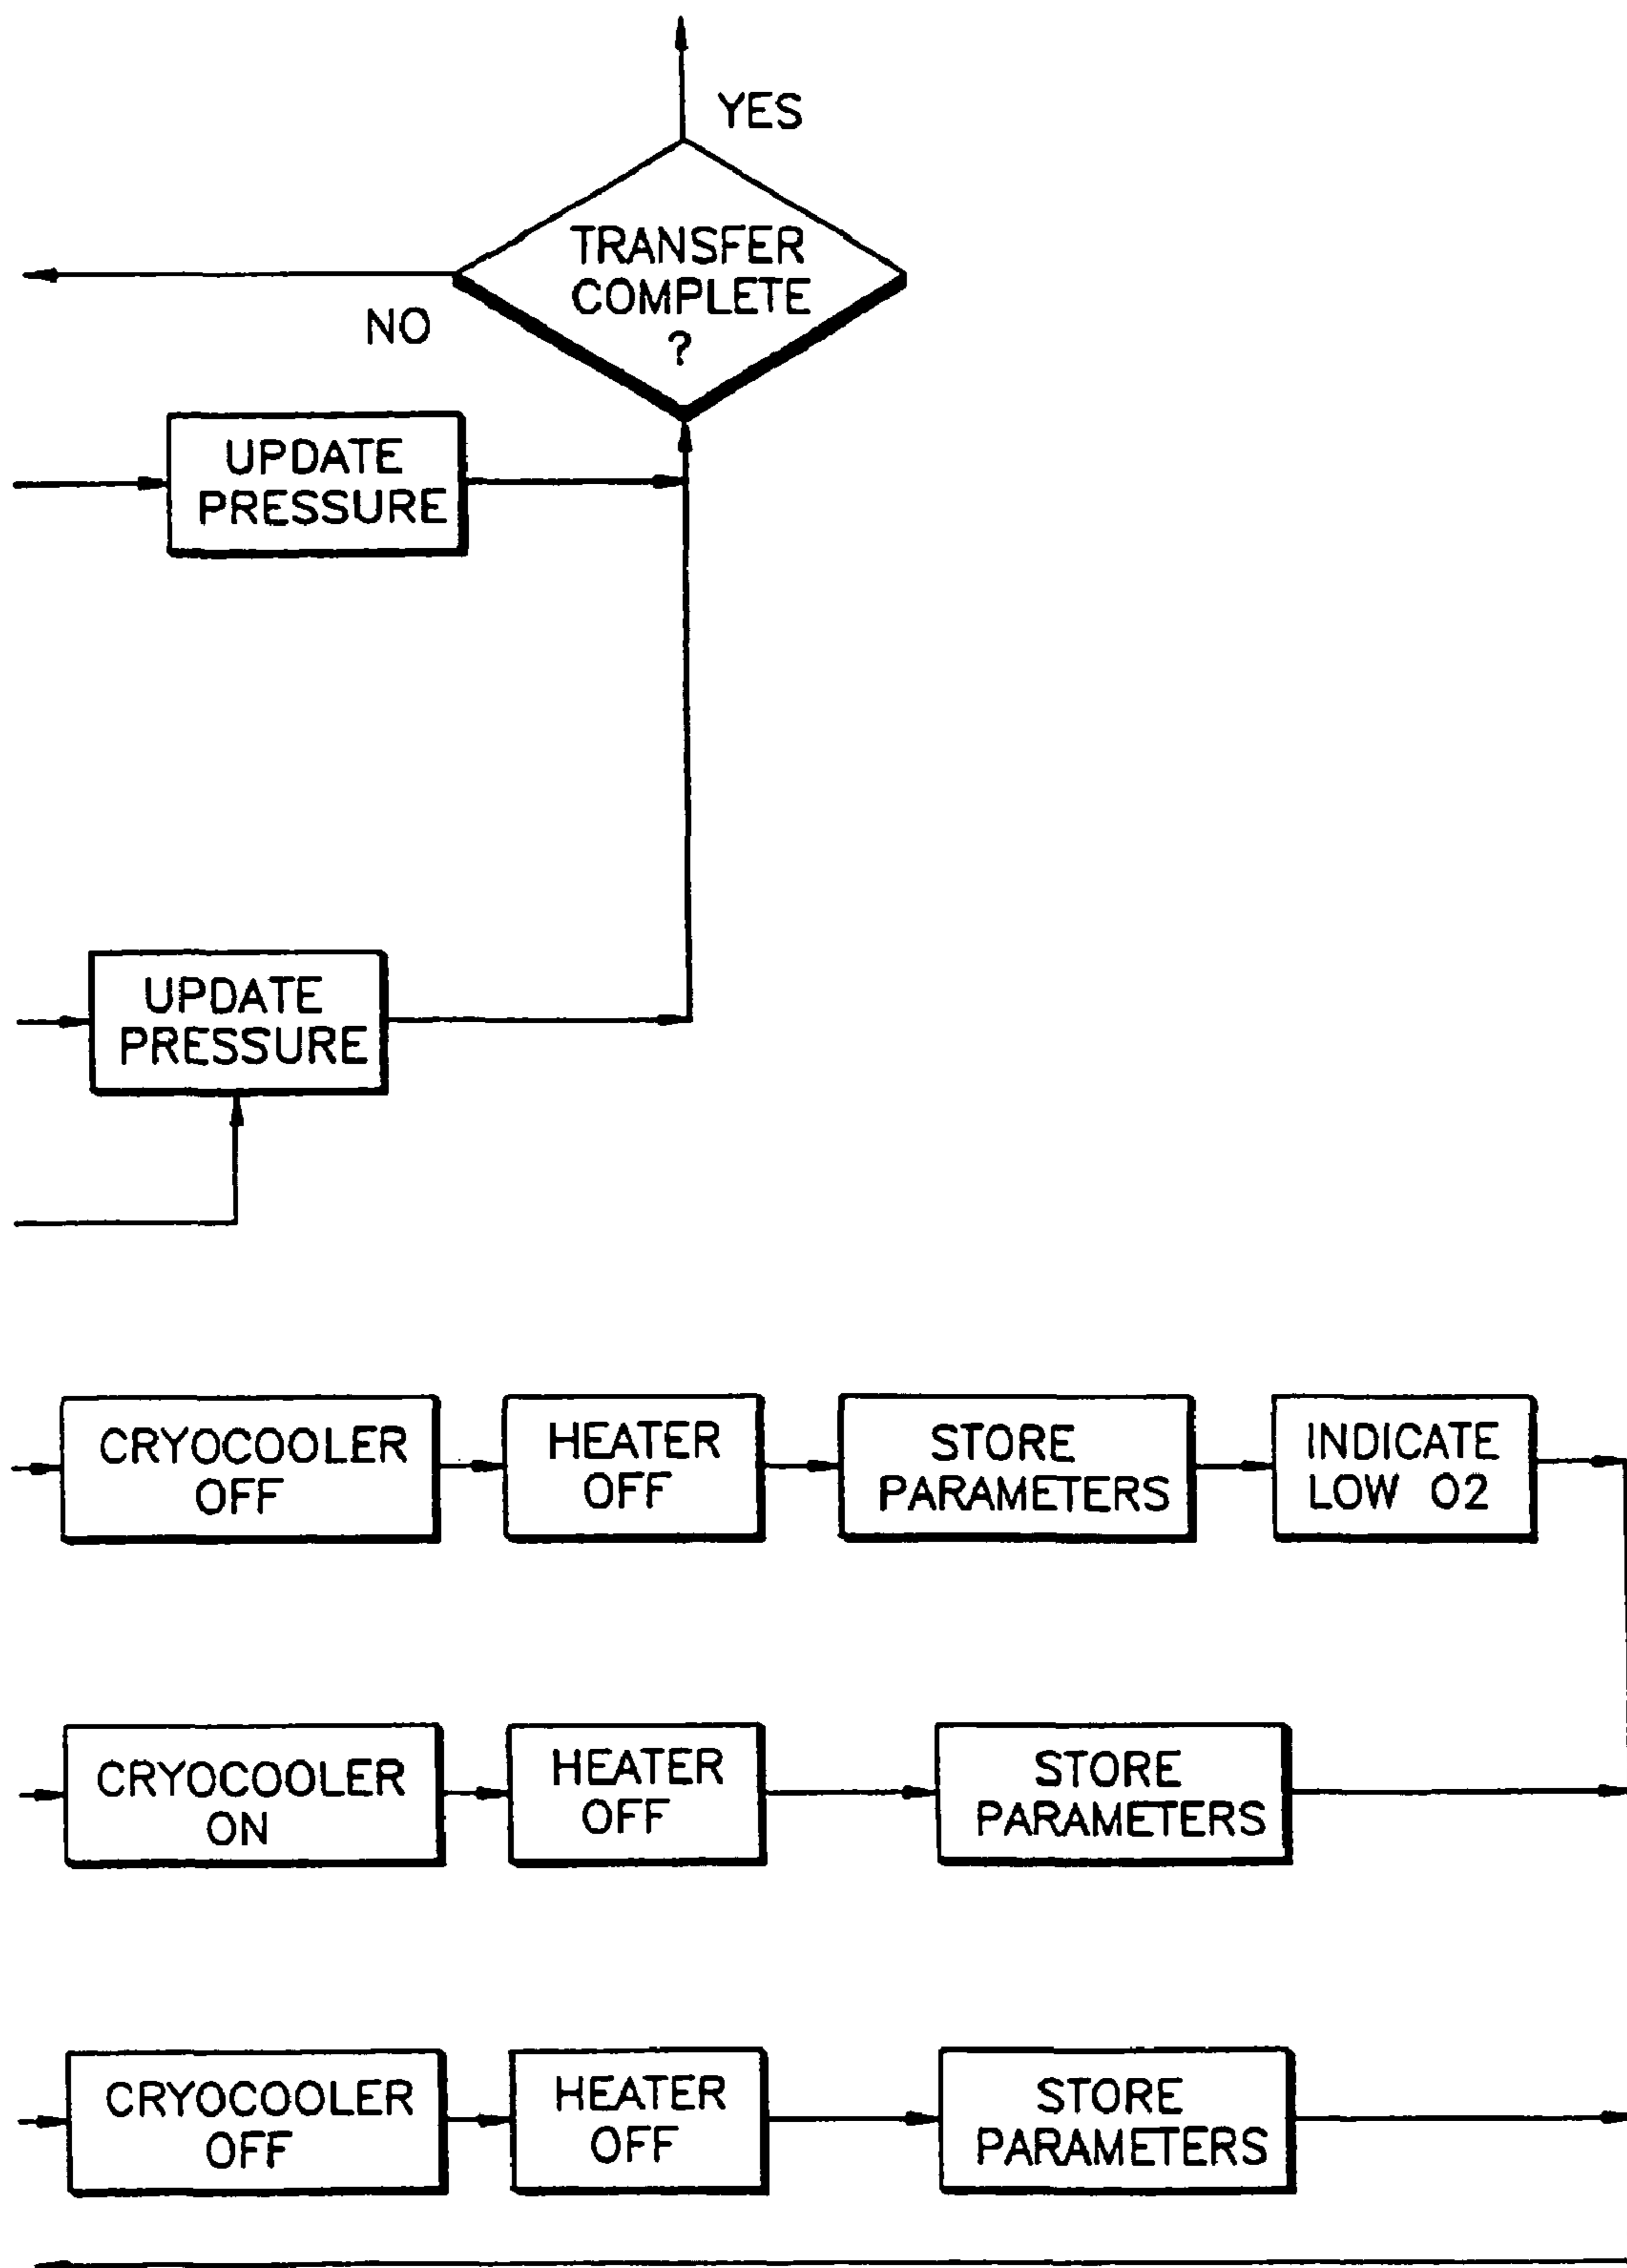 YES
TRANSFER
COMPLETE
?
NO
UPDATE
PRESSURE
UPDATE
PRESSURE
CRYOCOOLER
OFF
HEATER
OFF
STORE
PARAMETERS
INDICATE
LOW O2
CRYOCOOLER
ON
HEATER
OFF
STORE
PARAMETERS
CRYOCOOLER
OFF
HEATER
OFF
STORE
PARAMETERS